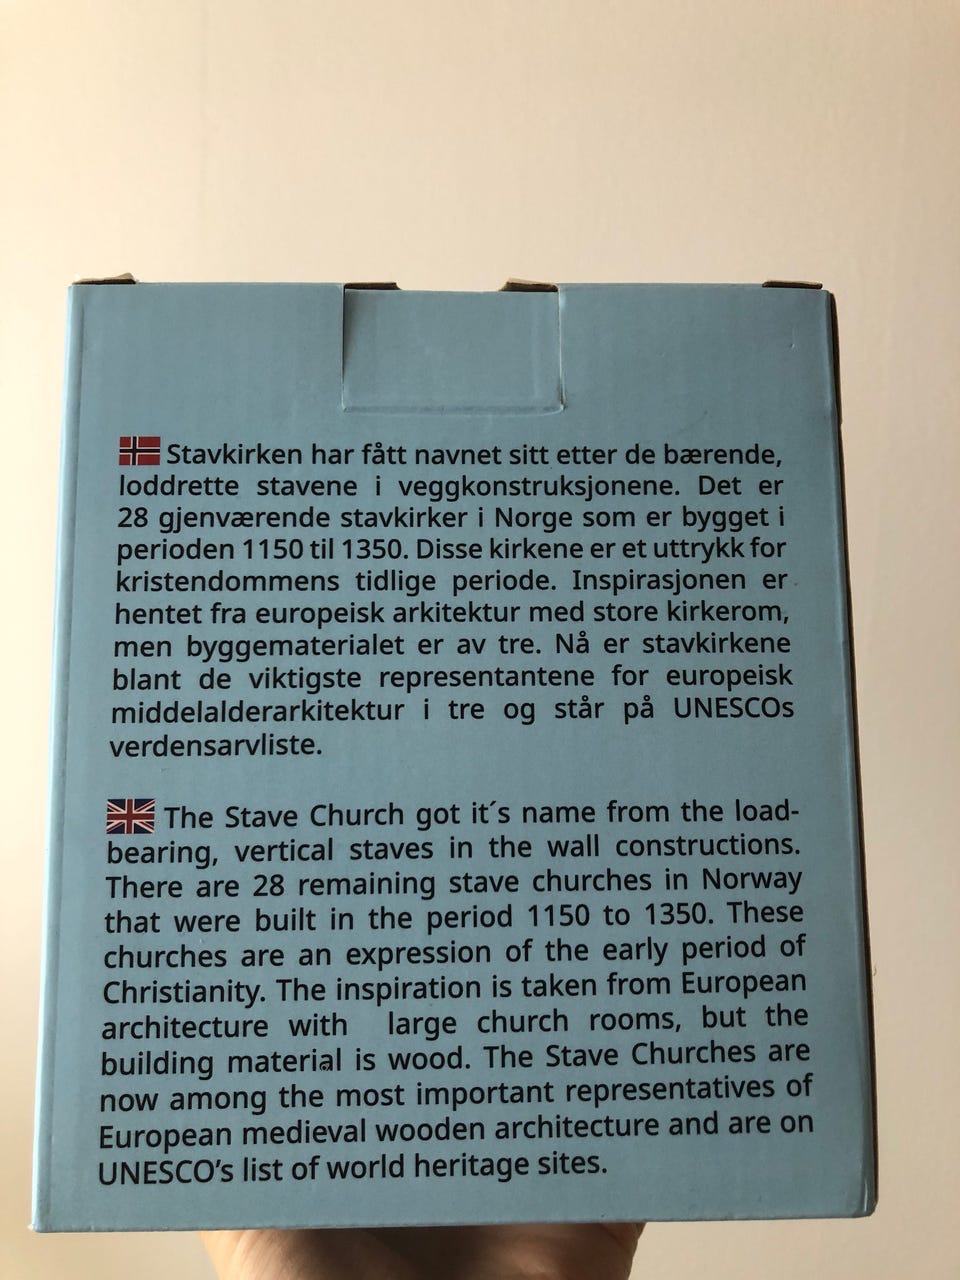 Stavkirken har fått navnet sitt etter de bærende,
loddrette stavene i veggkonstruksjonene. Det er
28 gjenværende stavkirker i Norge som er bygget i
perioden 1150 til 1350. Disse kirkene er et uttrykk for
kristendommens tidlige periode. Inspirasjonen er
hentet fra europeisk arkitektur med store kirkerom,
men byggematerialet er av tre. Nå er stavkirkene
blant de viktigste representantene for europeisk
middelalderarkitektur i tre og står på UNESCOs
verdensarvliste.
The Stave Church got it´s name from the load-
bearing, vertical staves in the wall constructions.
There are 28 remaining stave churches in Norway
that were built in the period 1150 to 1350. These
churches are an expression of the early period of
Christianity. The inspiration is taken from European
architecture with large church rooms, but the
building material is wood. The Stave Churches are
now among the most important representatives of
European medieval wooden architecture and are on
UNESCO’s list of world heritage sites.